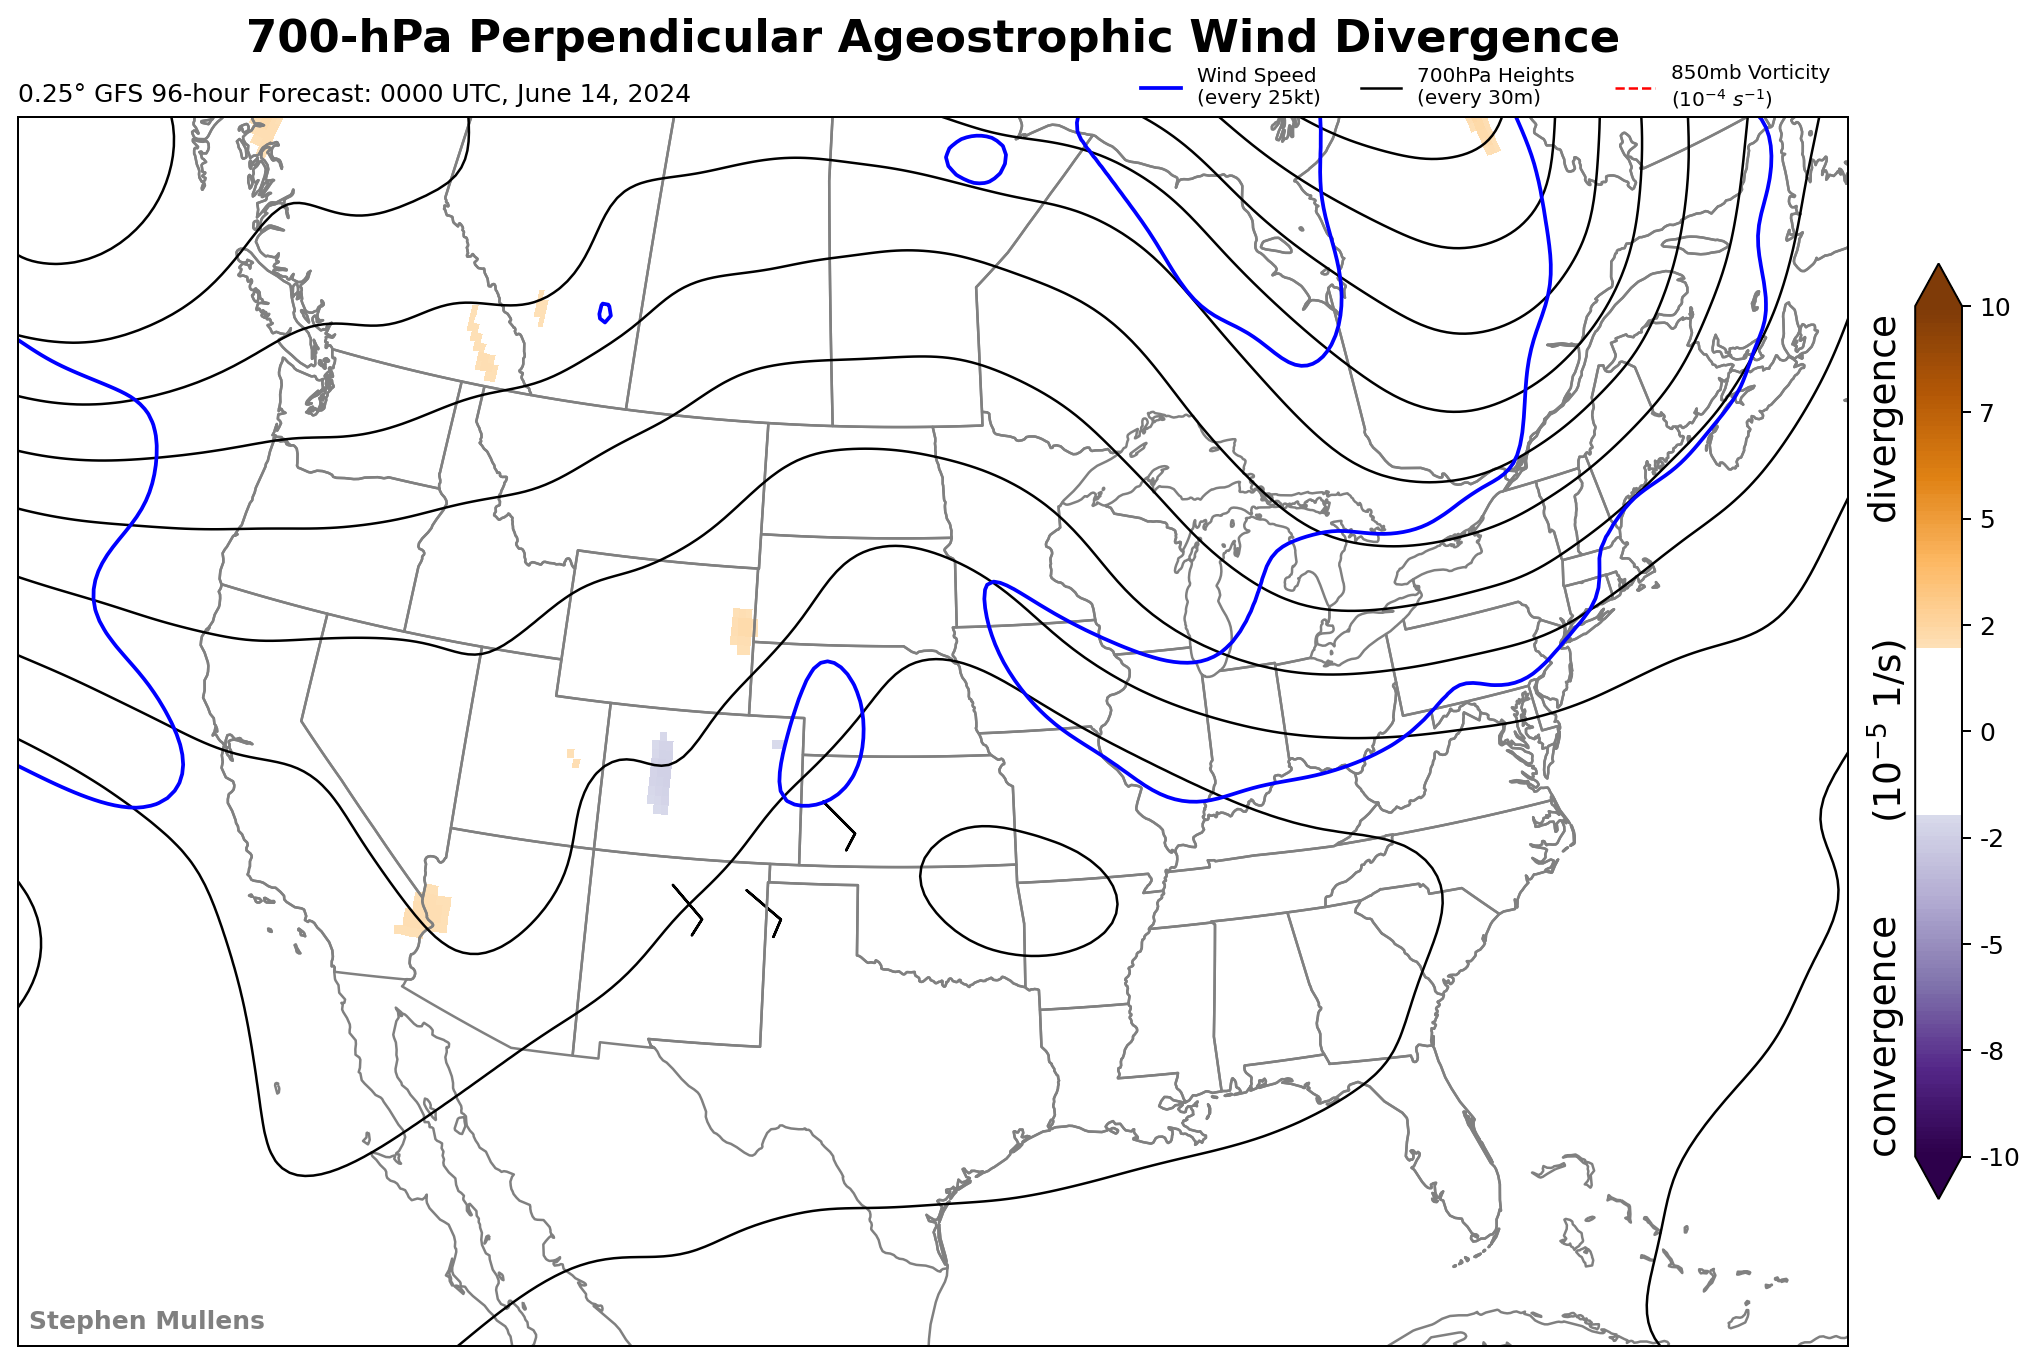 700-hPa Perpendicular Ageostrophic Wind Divergence
0.25° GFS 96-hour Forecast: 0000 UTC, June 14, 2024
Wind Speed
(every 25kt)
700hPa Heights
(every 30m)
850mb Vorticity
(10⁻⁴ s⁻¹)
10
7
5
2
0
-2
-5
-8
-10
convergence (10⁻⁵ 1/s) divergence
Stephen Mullens